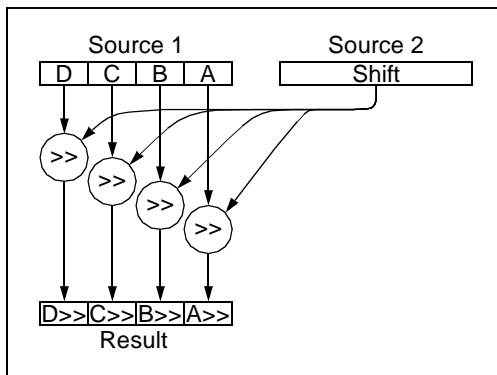 Source 1 Source 2
D C B A Shift
>>
>>
>>
>>
D>> C>> B>> A>>
Result